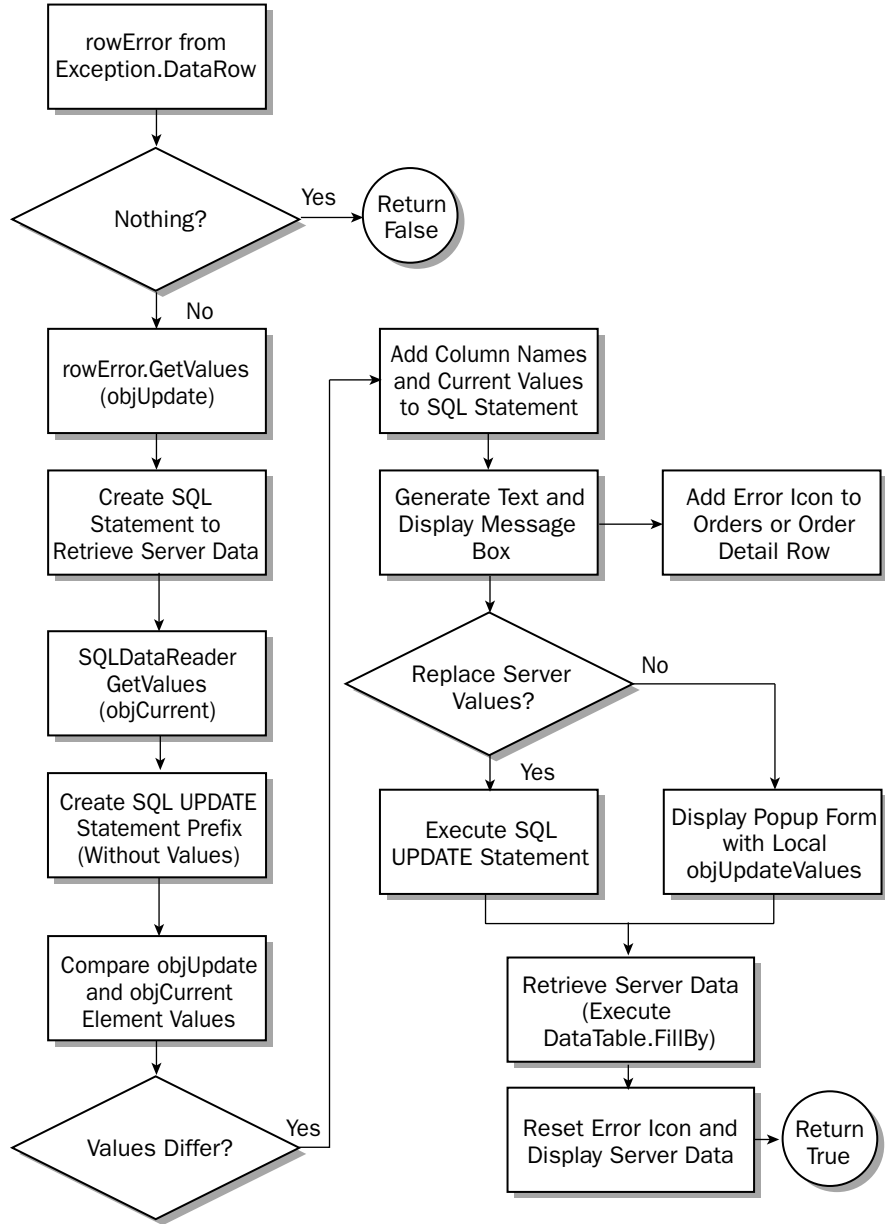 rowError from
Exception.DataRow
Nothing?
Yes
Return
False
No
rowError.GetValues
(objUpdate)
Create SQL
Statement to
Retrieve Server Data
SQLDataReader
GetValues
(objCurrent)
Create SQL UPDATE
Statement Prefix
(Without Values)
Compare objUpdate
and objCurrent
Element Values
Values Differ?
Yes
Add Column Names
and Current Values
to SQL Statement
Generate Text and
Display Message
Box
Add Error Icon to
Orders or Order
Detail Row
Replace Server
Values?
No
Yes
Execute SQL
UPDATE Statement
Display Popup Form
with Local
objUpdateValues
Retrieve Server Data
(Execute
DataTable.FillBy)
Reset Error Icon and
Display Server Data
Return
True